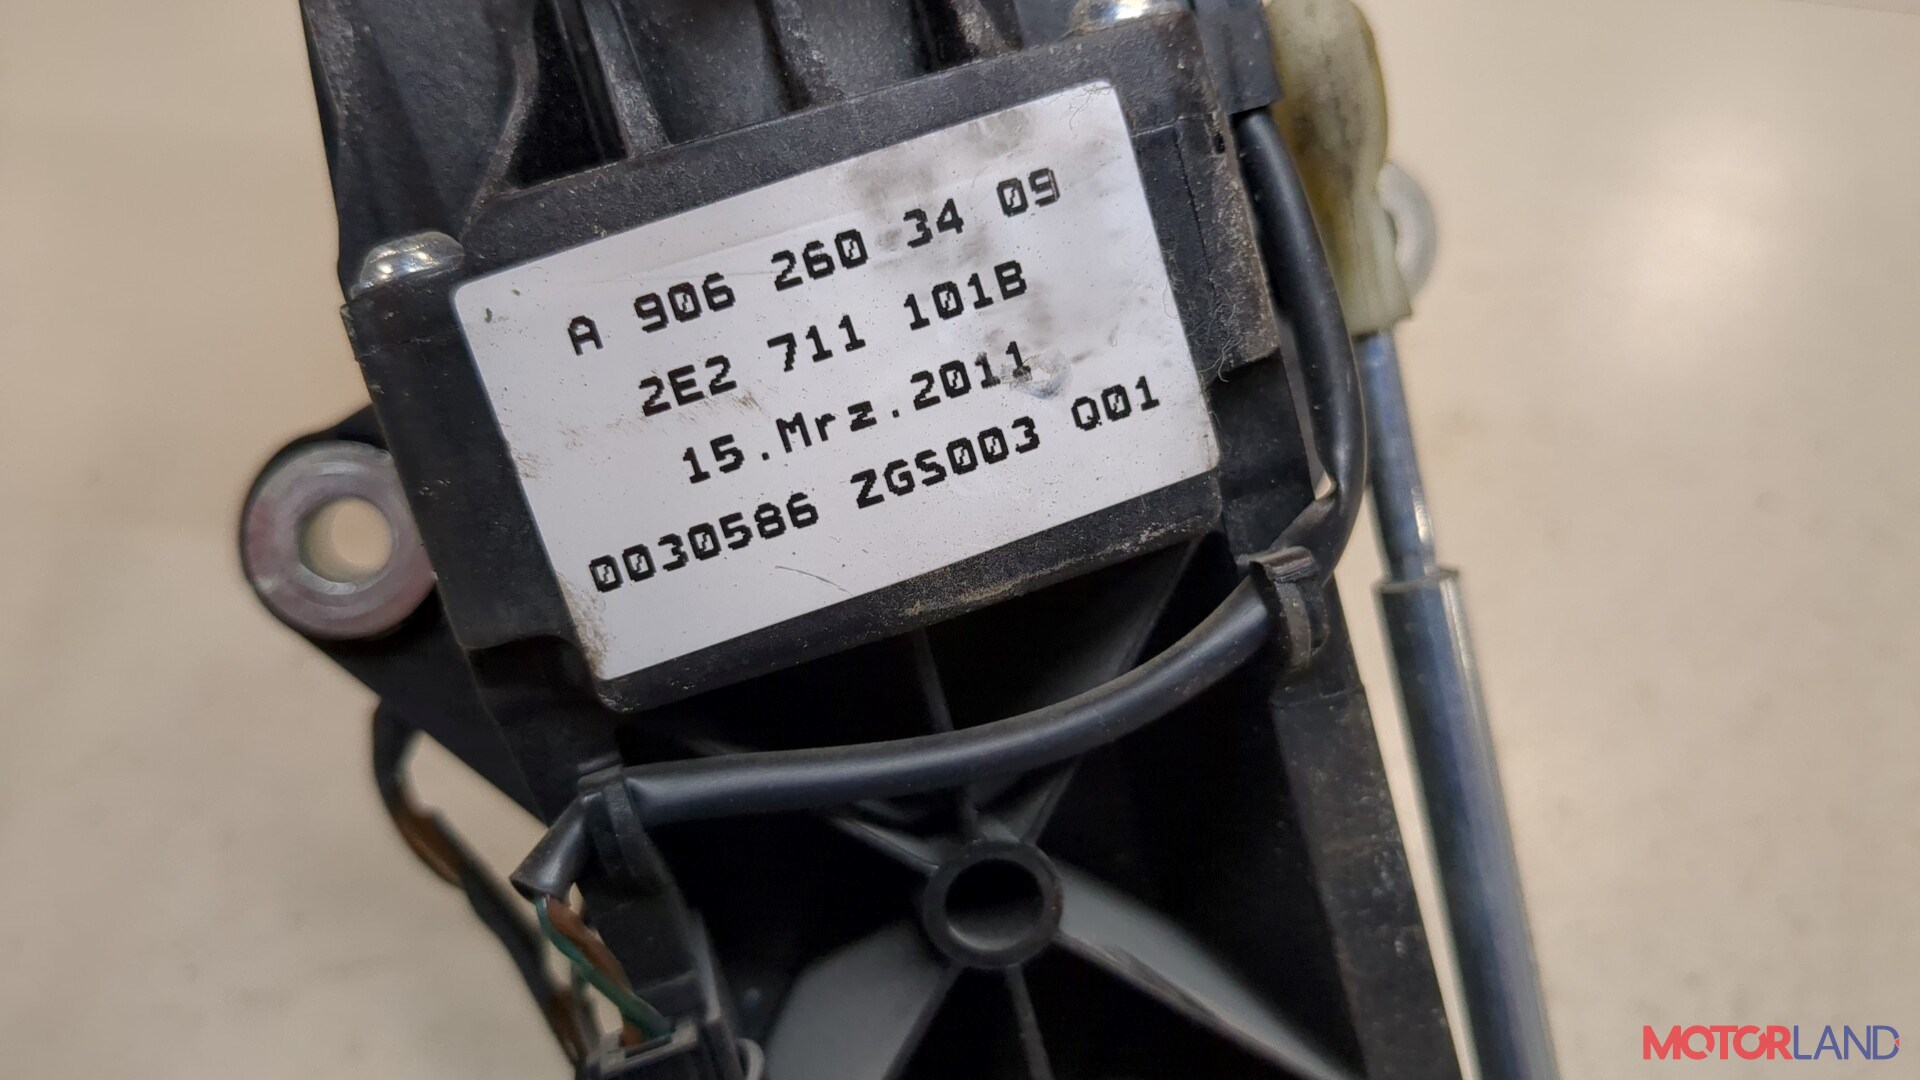 A 906 260 34 09
2E2 711 101B
15.Mrz.2011
0030586 ZGS003 Q01
MOTORLAND